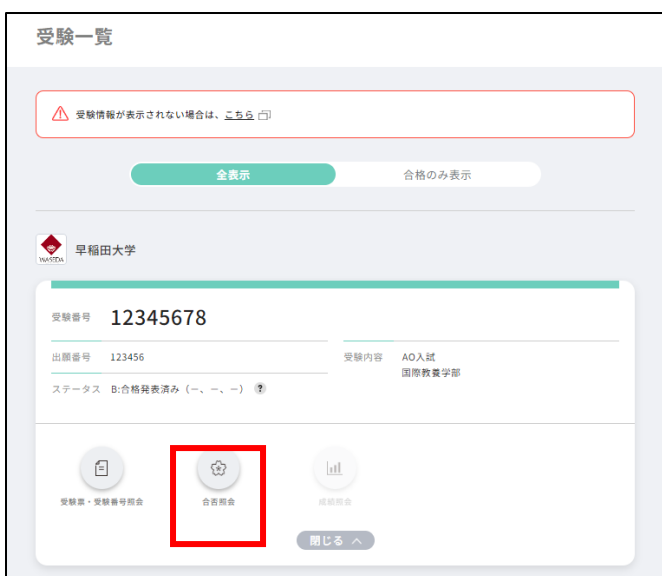 受験一覧
受験情報が表示されない場合は、こちら
全表示 合格のみ表示
WASEDA 早稲田大学
受験番号 12345678
出願番号 123456 受験内容 AO入試
国際教養学部
ステータス B:合格発表済み（－、－、－） ?
受験票・受験番号照会 合否照会 成績照会
閉じる